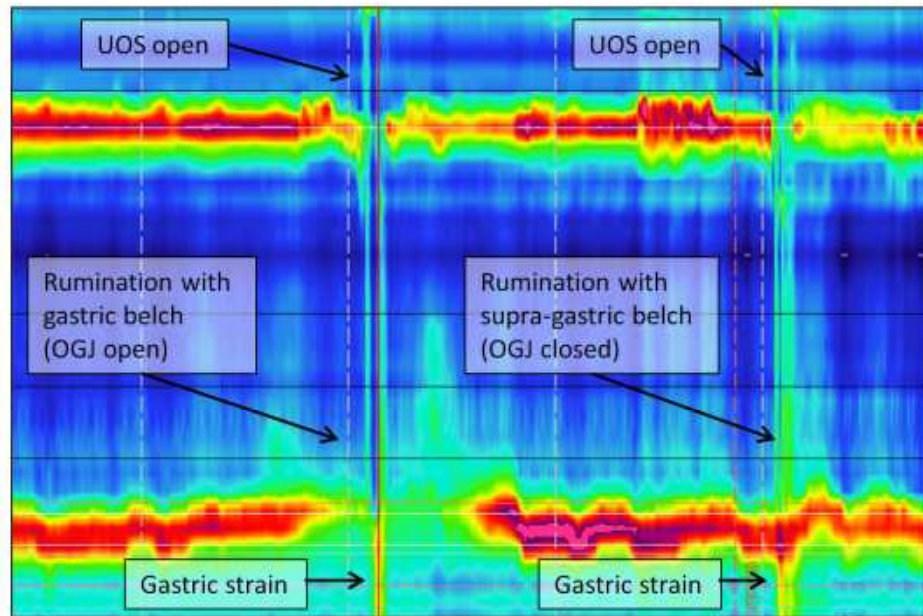 UOS open
UOS open
Rumination with
gastric belch
(OGJ open)
Rumination with
supra-gastric belch
(OGJ closed)
Gastric strain
Gastric strain